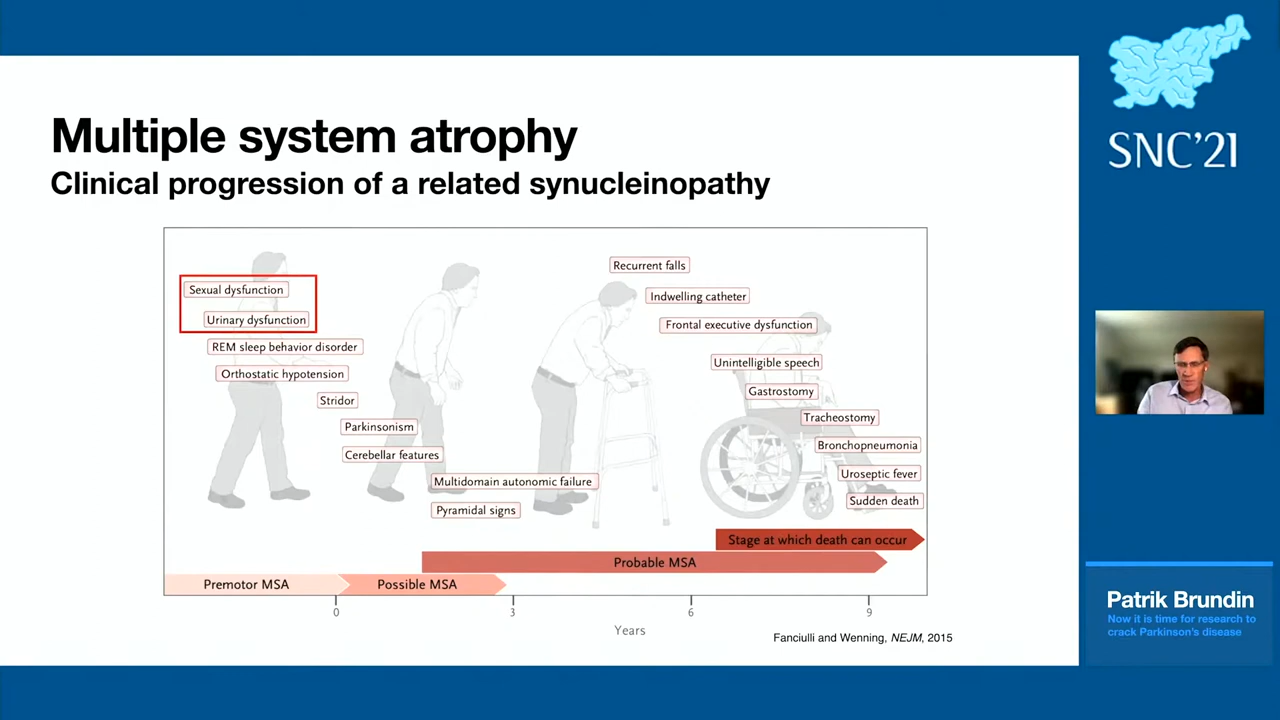 Multiple system atrophy
Clinical progression of a related synucleinopathy
Sexual dysfunction
Urinary dysfunction
REM sleep behavior disorder
Orthostatic hypotension
Stridor
Parkinsonism
Cerebellar features
Multidomain autonomic failure
Pyramidal signs
Recurrent falls
Indwelling catheter
Frontal executive dysfunction
Unintelligible speech
Gastrostomy
Tracheostomy
Bronchopneumonia
Uroseptic fever
Sudden death
Stage at which death can occur
Probable MSA
Premotor MSA
Possible MSA
0
3
6
9
Years
Fanciulli and Wenning, NEJM, 2015
SNC'21
Patrik Brundin
Now it is time for research to
crack Parkinson's disease